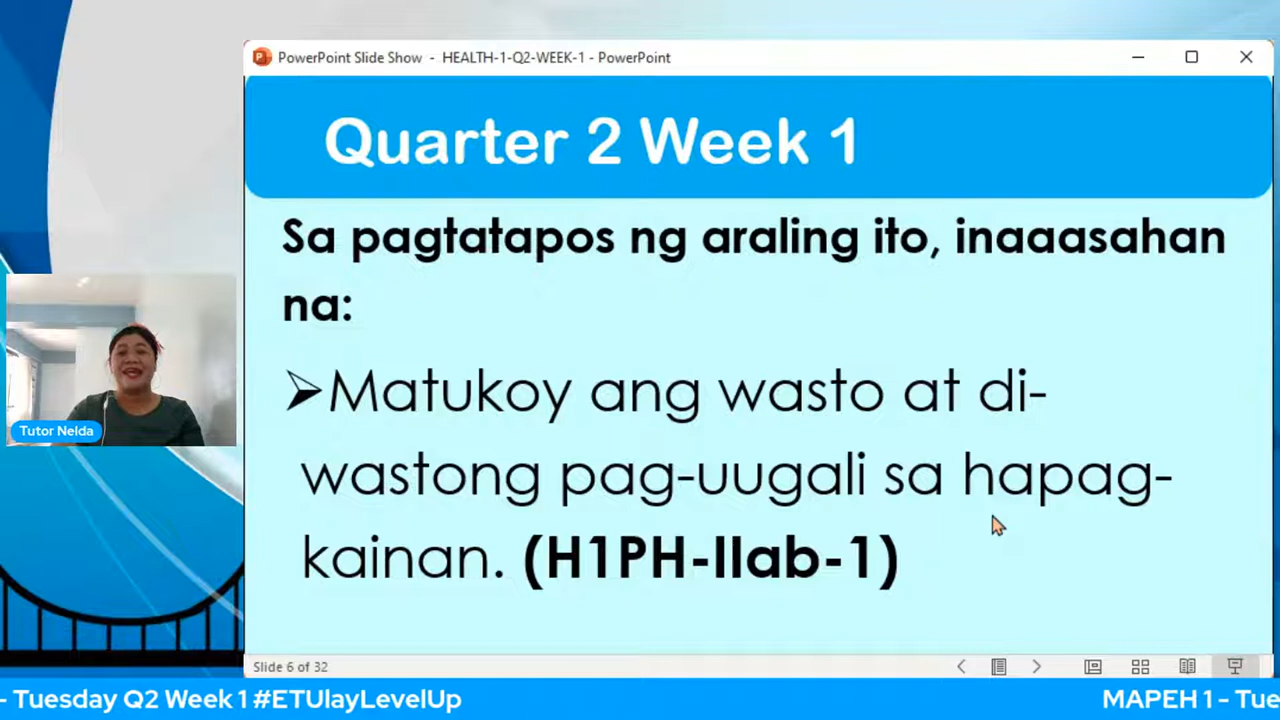 PowerPoint Slide Show - HEALTH-1-Q2-WEEK-1 - PowerPoint
Quarter 2 Week 1
Sa pagtatapos ng araling ito, inaaasahan
na:
Matukoy ang wasto at di-
wastong pag-uugali sa hapag-
kainan. (H1PH-IIab-1)
Tutor Nelda
Slide 6 of 32
- Tuesday Q2 Week 1 #ETUlayLevelUp
MAPEH 1 - Tue